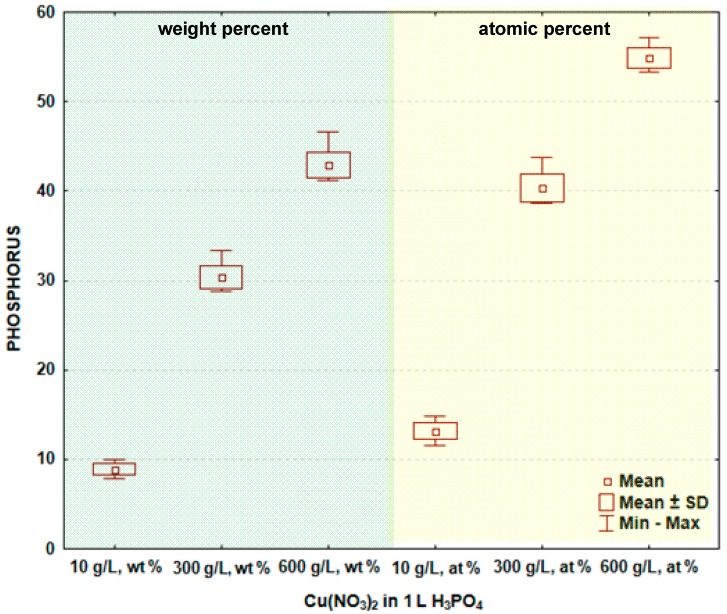 60
weight percent
atomic percent
50
40
30
20
10
0
PHOSPHORUS
Mean
Mean ± SD
Min - Max
10 g/L, wt %
300 g/L, wt %
600 g/L, wt %
10 g/L, at %
300 g/L, at %
600 g/L, at %
Cu(NO₃)₂ in 1 L H₃PO₄